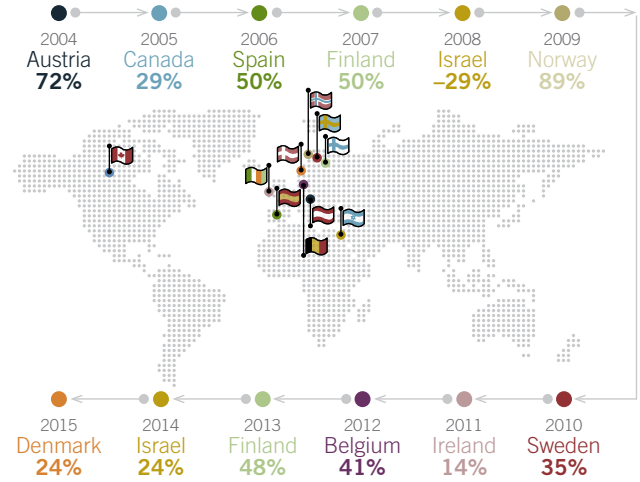 2004 2005 2006 2007 2008 2009
Austria Canada Spain Finland Israel Norway
72% 29% 50% 50% –29% 89%
2015 2014 2013 2012 2011 2010
Denmark Israel Finland Belgium Ireland Sweden
24% 24% 48% 41% 14% 35%